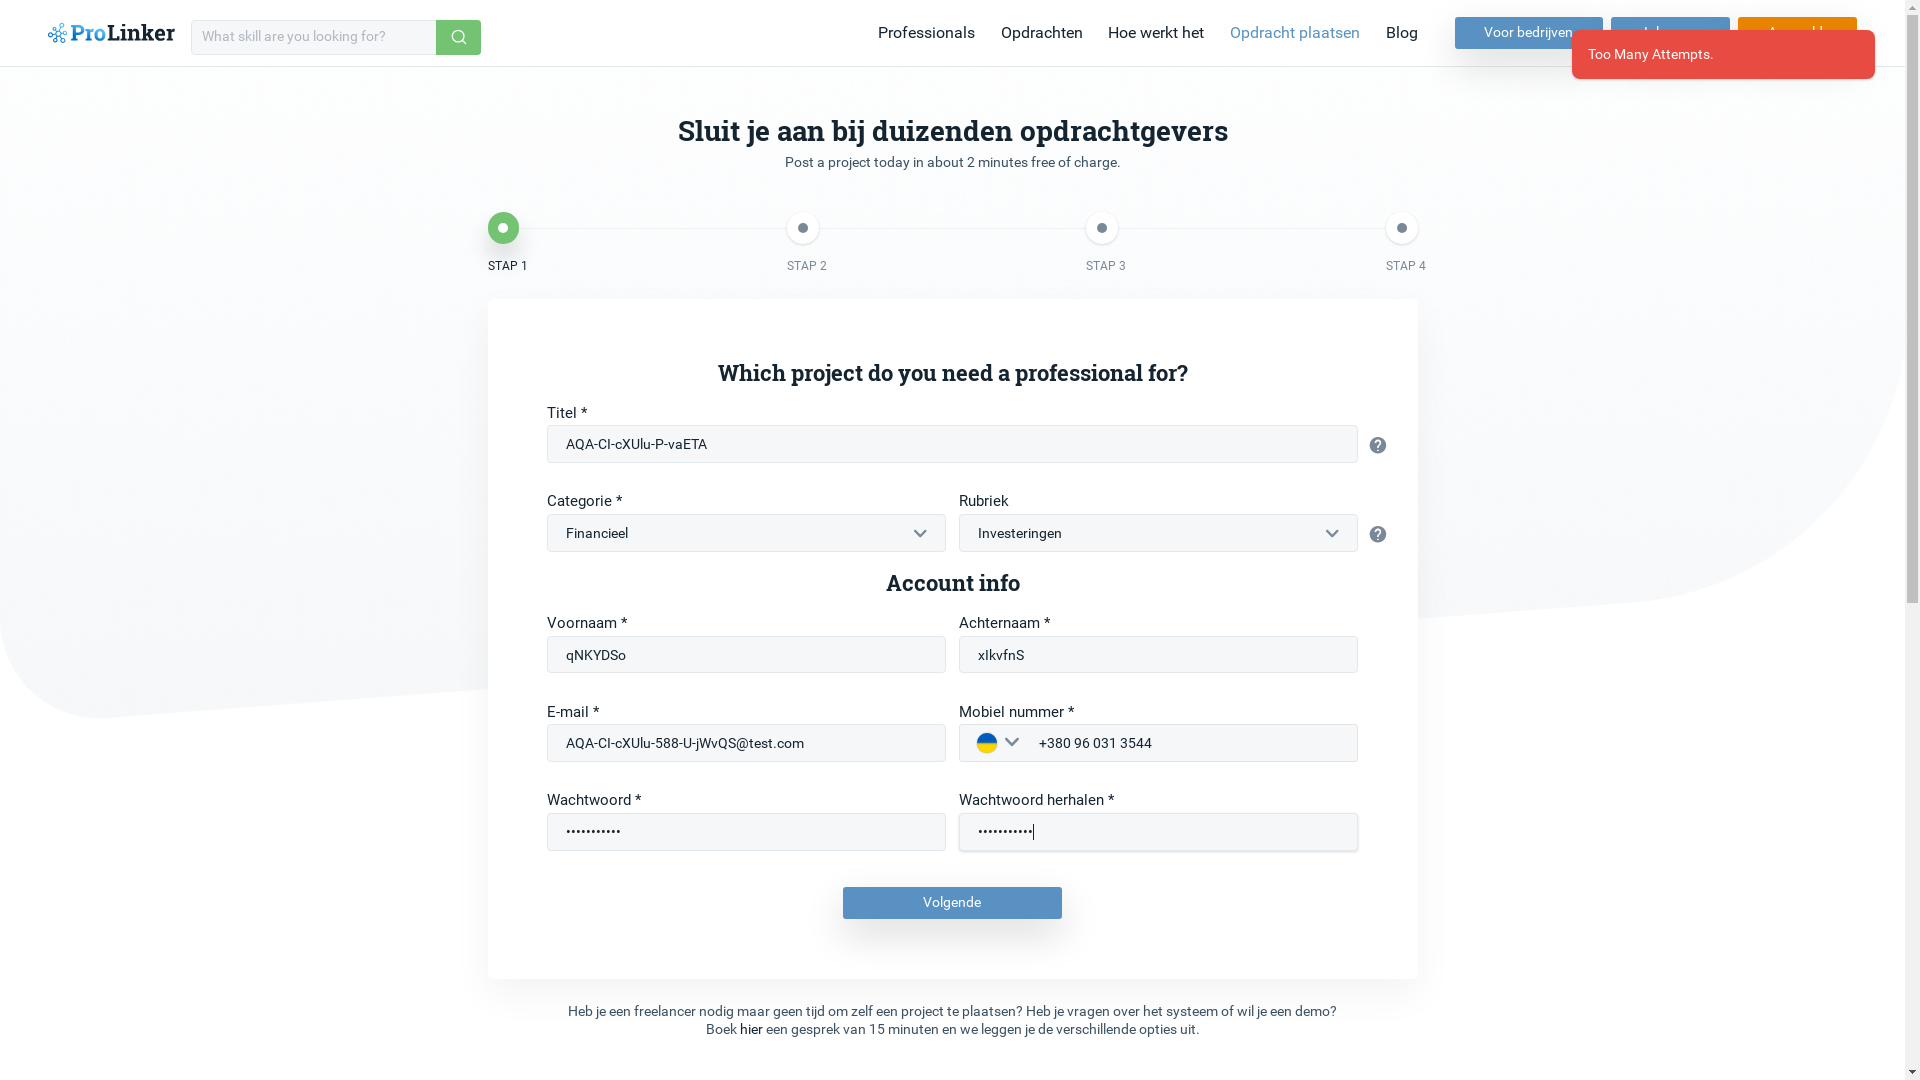 ProLinker
What skill are you looking for?
Professionals
Opdrachten
Hoe werkt het
Opdracht plaatsen
Blog
Voor bedrijven
Too Many Attempts.
Sluit je aan bij duizenden opdrachtgevers
Post a project today in about 2 minutes free of charge.
STAP 1
STAP 2
STAP 3
STAP 4
Which project do you need a professional for?
Titel *
AQA-CI-cXUlu-P-vaETA
Categorie *
Rubriek
Financieel
Investeringen
Account info
Voornaam *
Achternaam *
qNKYDSo
xIkvfnS
E-mail *
Mobiel nummer *
AQA-CI-cXUlu-588-U-jWvQS@test.com
+380 96 031 3544
Wachtwoord *
Wachtwoord herhalen *
•••••••••••
•••••••••••
Volgende
Heb je een freelancer nodig maar geen tijd om zelf een project te plaatsen? Heb je vragen over het systeem of wil je een demo?
Boek hier een gesprek van 15 minuten en we leggen je de verschillende opties uit.